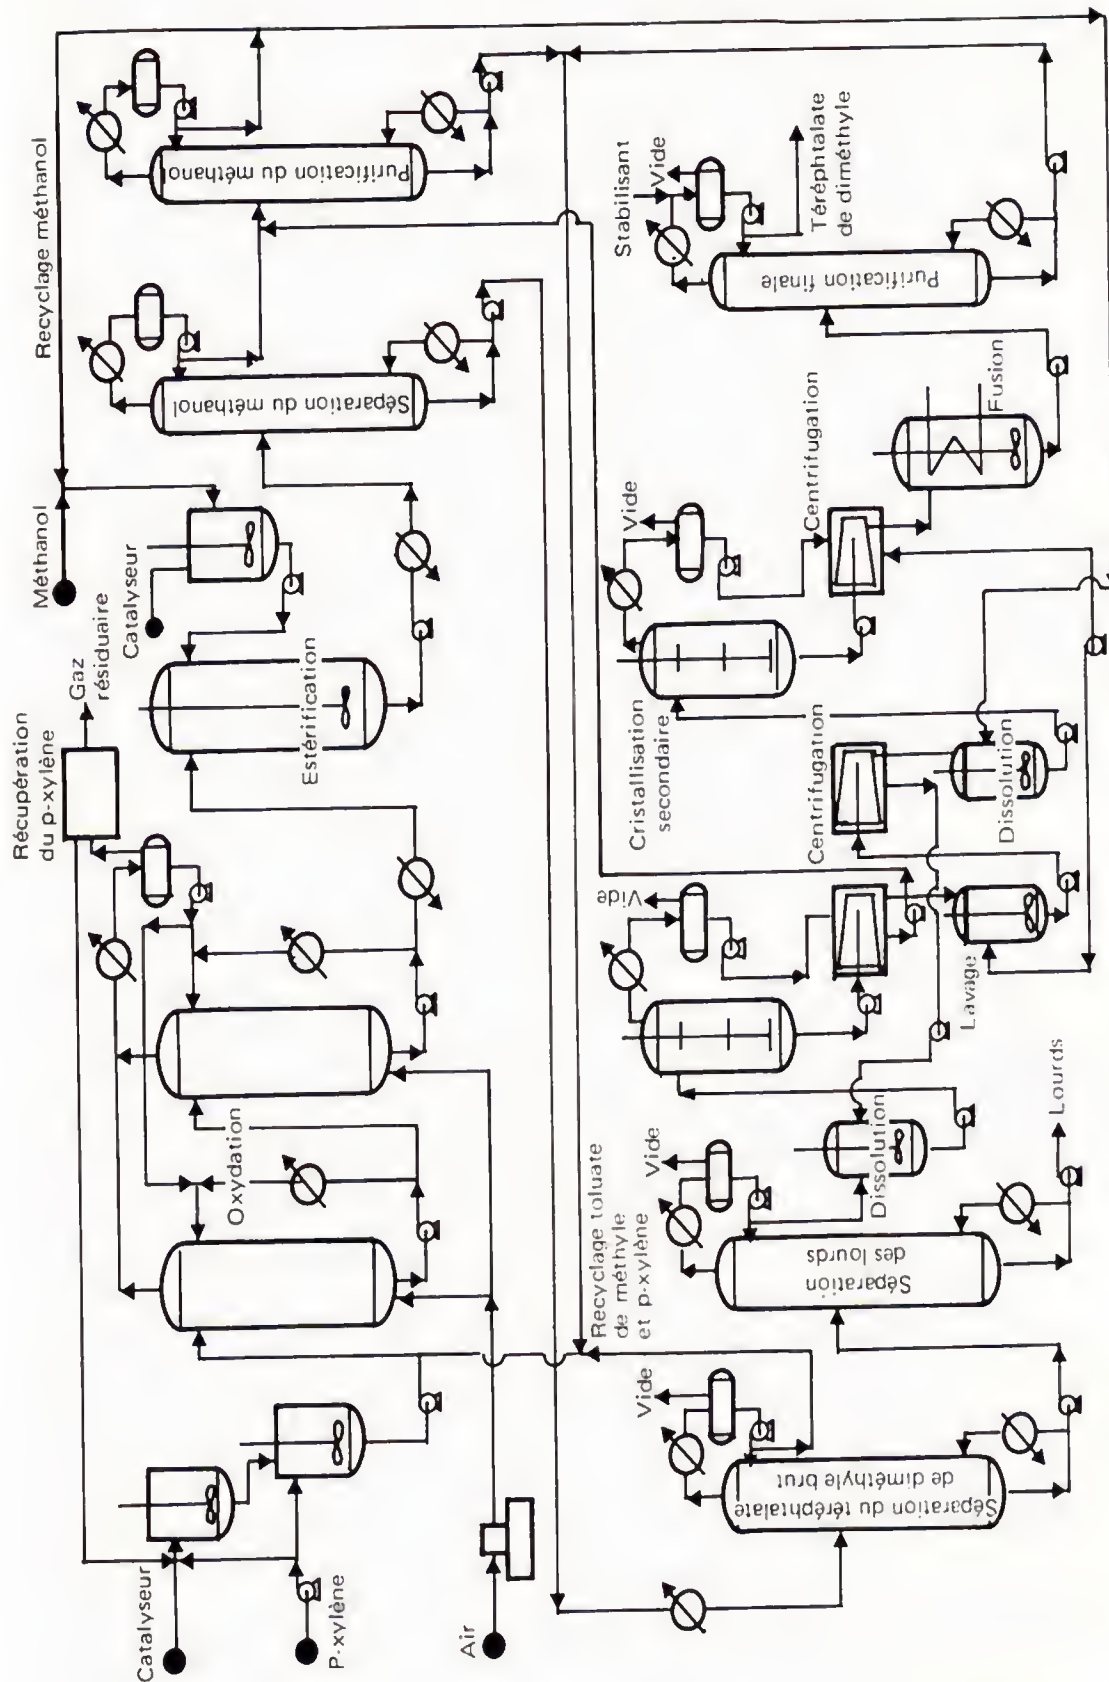 Catalyseur
P-xylène
Air
Oxydation
Récupération
du p-xylène
Gaz
résiduaire
Estérification
Catalyseur
Méthanol
Recyclage méthanol
Séparation du méthanol
Purification du méthanol
Séparation du téréphtalate
de diméthyle brut
Vide
Recyclage toluate
de méthyle
et p-xylène
Séparation
des lourds
Vide
Lourds
Dissolution
Vide
Lavage
Centrifugation
Dissolution
Cristallisation
secondaire
Vide
Centrifugation
Fusion
Purification finale
Stabilisant
Vide
Téréphtalate
de diméthyle